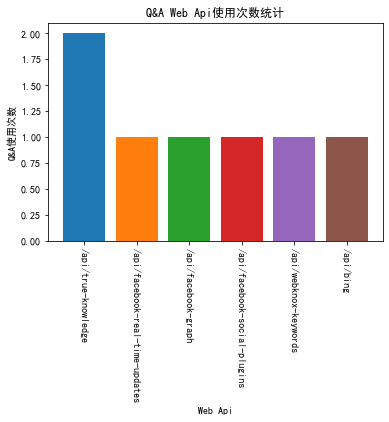 Q&A Web Api使用次数统计
Q&A使用次数
2.00
1.75
1.50
1.25
1.00
0.75
0.50
0.25
0.00
/api/true-knowledge
/api/facebook-real-time-updates
/api/facebook-graph
/api/facebook-social-plugins
/api/webknox-keywords
/api/bing
Web Api